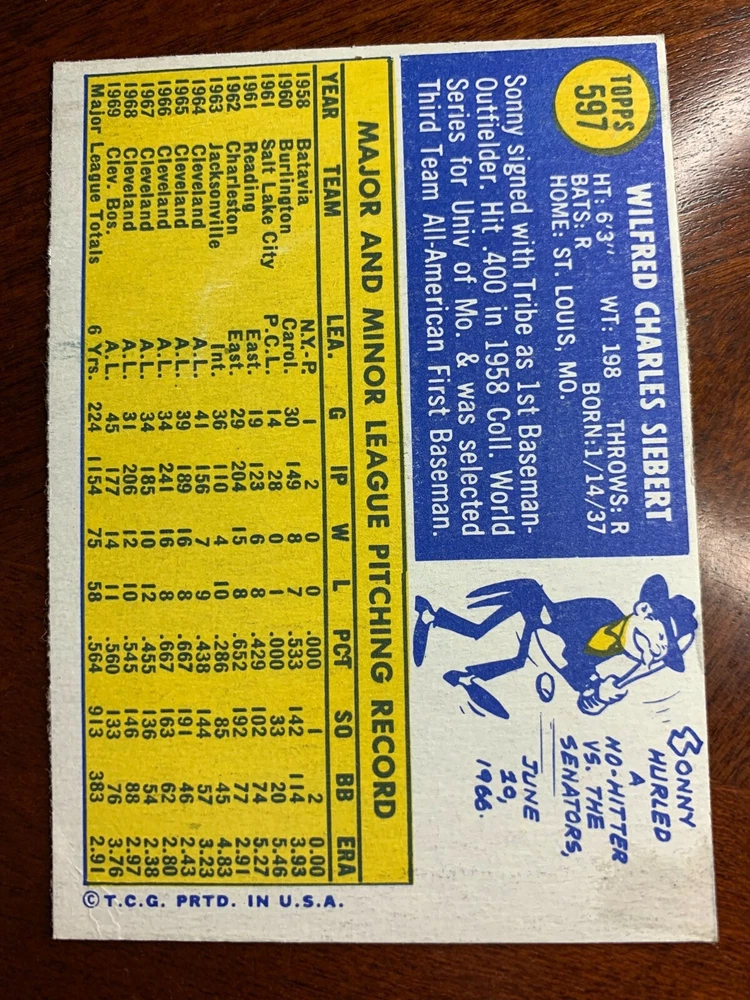 TOPPS
597
WILFRED CHARLES SIEBERT
HT: 6'3" WT: 198 THROWS: R
BATS: R BORN: 1/14/37
HOME: ST. LOUIS, MO.
Sonny signed with Tribe as 1st Baseman-
Outfielder. Hit .400 in 1958 Coll. World
Series for Univ of Mo. & was selected
Third Team All-American First Baseman.
SONNY
HURLED
A
NO-HITTER
VS. THE
SENATORS,
JUNE
10,
1966.
MAJOR AND MINOR LEAGUE PITCHING RECORD
YEAR TEAM LEA. G IP W L PCT SO BB ERA
1958 Batavia N.Y.-P. 1 2 0 0 .000 1 2 0.00
1960 Burlington Carol. 30 149 8 7 .533 142 114 3.93
1961 Salt Lake City P.C.L. 14 28 0 1 .000 33 20 5.46
1961 Reading East. 19 123 6 8 .429 102 74 5.27
1962 Charleston East. 29 204 15 8 .652 192 77 2.91
1963 Jacksonville Int. 36 110 4 10 .286 85 45 4.83
1964 Cleveland A.L. 41 156 7 9 .438 144 57 3.23
1965 Cleveland A.L. 39 189 16 8 .667 191 46 2.43
1966 Cleveland A.L. 34 241 16 8 .667 163 62 2.80
1967 Cleveland A.L. 34 185 10 12 .455 136 54 2.38
1968 Cleveland A.L. 31 206 12 10 .545 146 88 2.97
1969 Clev. Bos. A.L. 45 177 14 11 .560 133 76 3.76
Major League Totals 6 Yrs. 224 1154 75 58 .564 913 383 2.91
© T.C.G. PRTD. IN U.S.A.